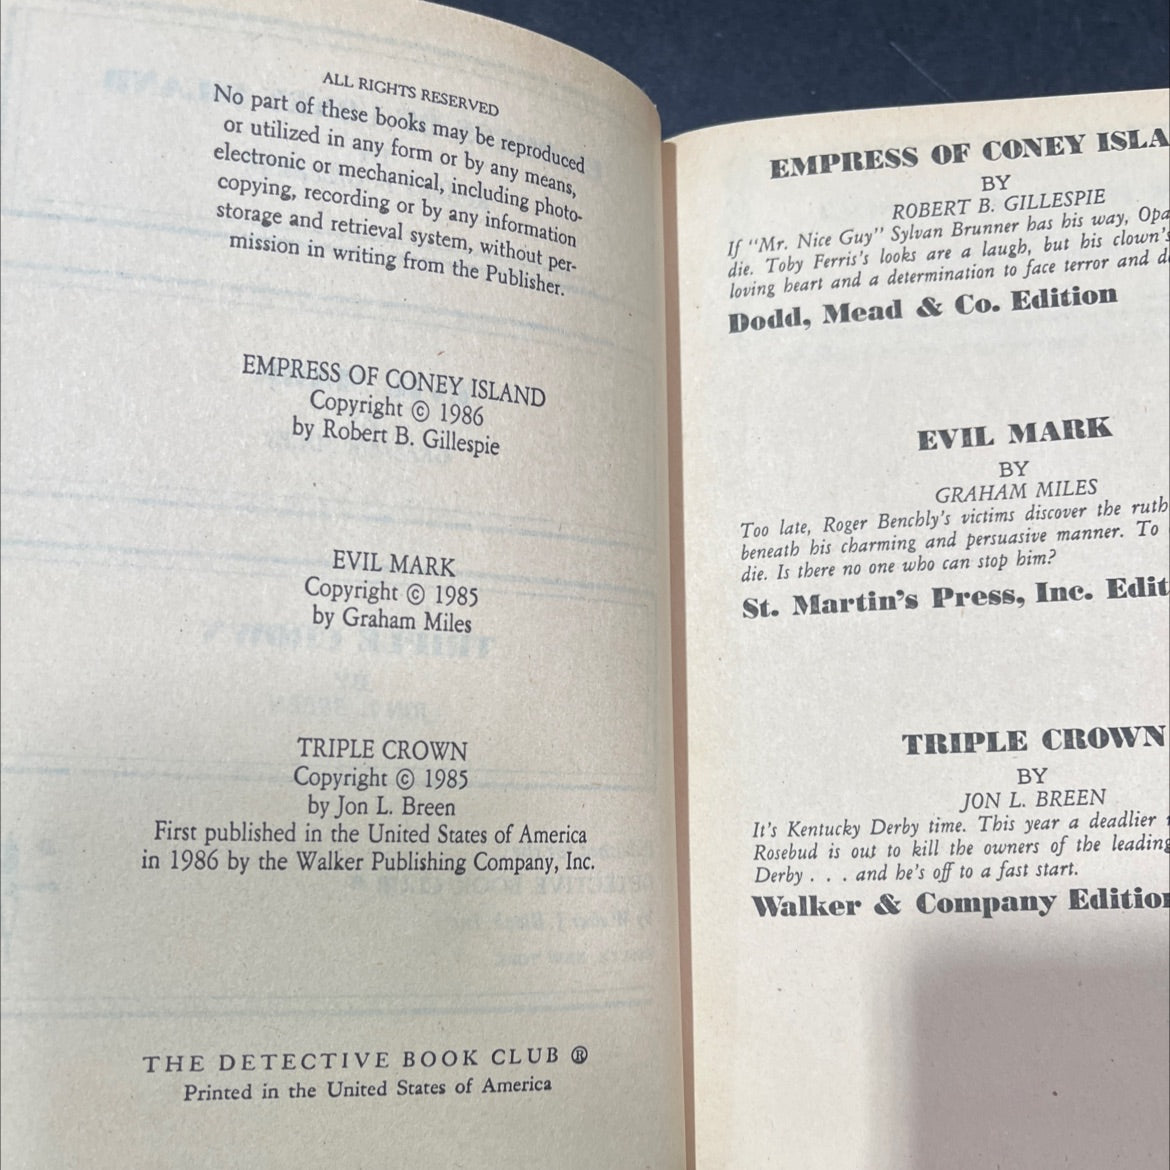 ALL RIGHTS RESERVED
No part of these books may be reproduced
or utilized in any form or by any means,
electronic or mechanical, including photo-
copying, recording or by any information
storage and retrieval system, without per-
mission in writing from the Publisher.
EMPRESS OF CONEY ISLAND
Copyright © 1986
by Robert B. Gillespie
EVIL MARK
Copyright © 1985
by Graham Miles
TRIPLE CROWN
Copyright © 1985
by Jon L. Breen
First published in the United States of America
in 1986 by the Walker Publishing Company, Inc.
THE DETECTIVE BOOK CLUB ®
Printed in the United States of America
EMPRESS OF CONEY ISLA
BY
ROBERT B. GILLESPIE
If "Mr. Nice Guy" Sylvan Brunner has his way, Opa
die. Toby Ferris's looks are a laugh, but his clown's
loving heart and a determination to face terror and d
Dodd, Mead & Co. Edition
EVIL MARK
BY
GRAHAM MILES
Too late, Roger Benchly's victims discover the ruth
beneath his charming and persuasive manner. To
die. Is there no one who can stop him?
St. Martin's Press, Inc. Edit
TRIPLE CROWN
BY
JON L. BREEN
It's Kentucky Derby time. This year a deadlier
Rosebud is out to kill the owners of the leading
Derby . . . and he's off to a fast start.
Walker & Company Edition